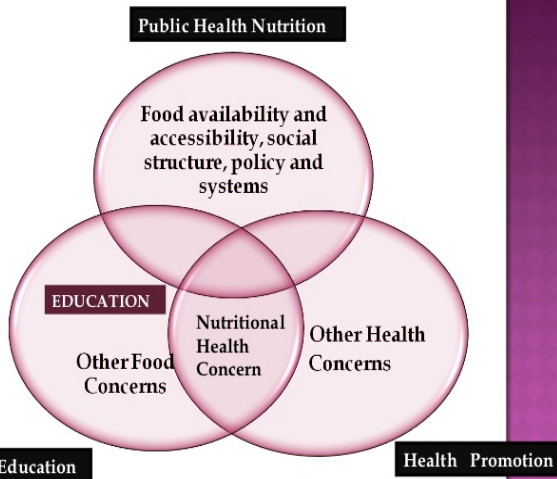 Public Health Nutrition
Food availability and
accessibility, social
structure, policy and
systems
EDUCATION
Other Food
Concerns
Nutritional
Health
Concern
Other Health
Concerns
Education
Health Promotion